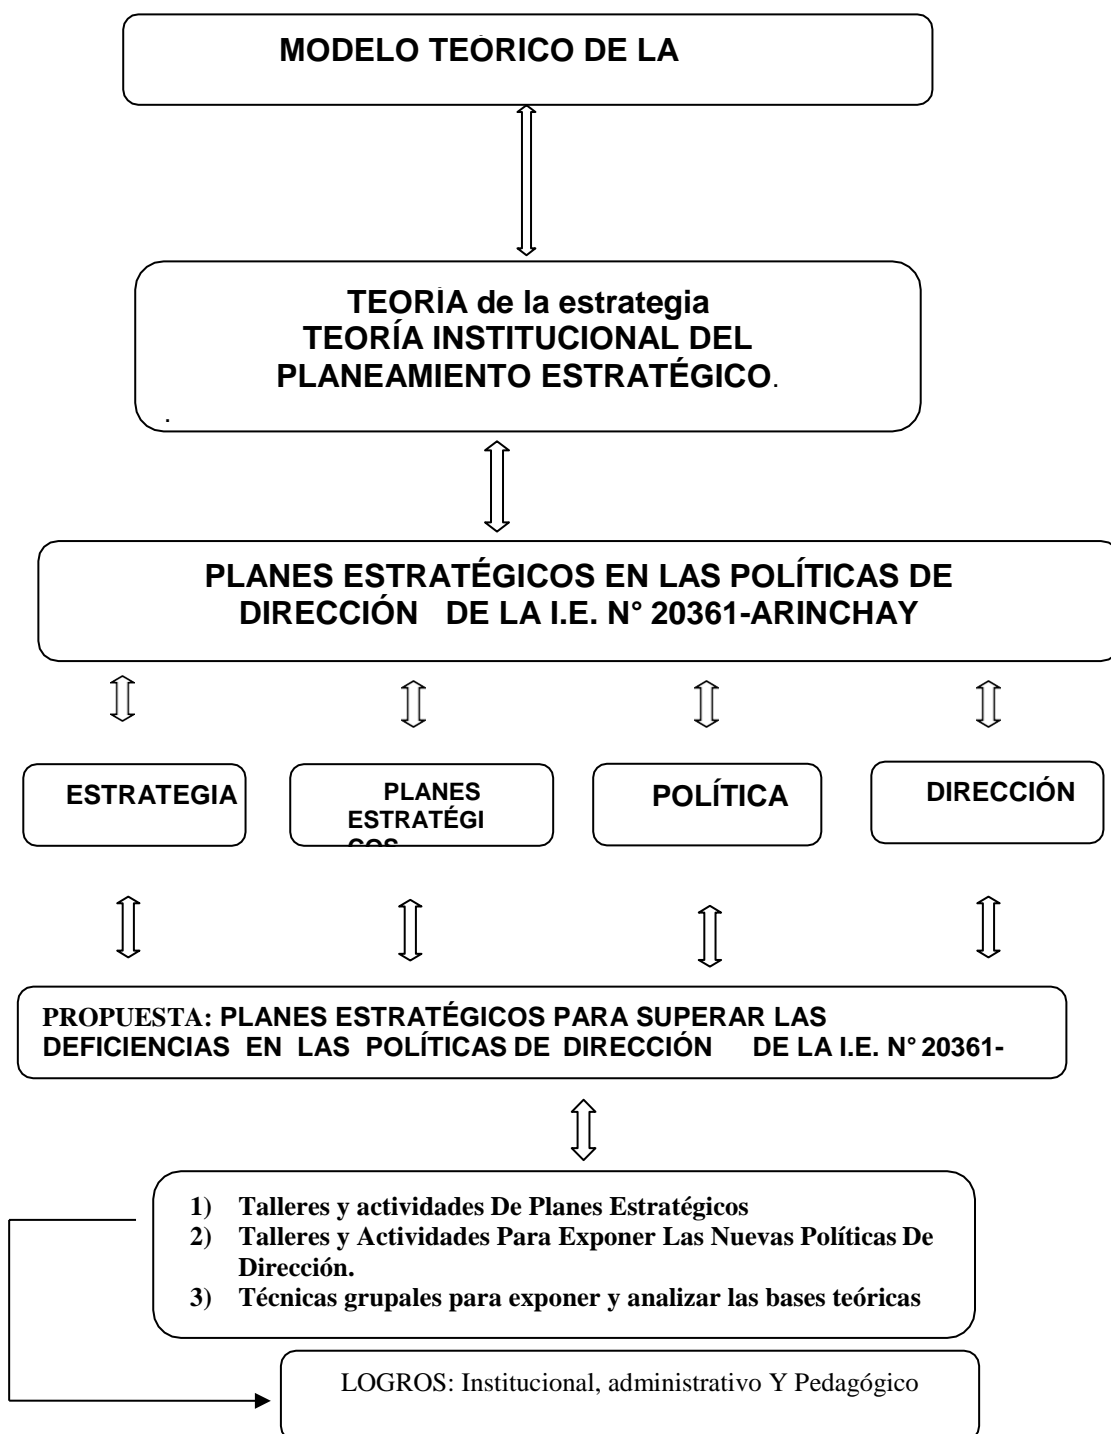 MODELO TEÓRICO DE LA
TEORÍA de la estrategia
TEORÍA INSTITUCIONAL DEL
PLANEAMIENTO ESTRATÉGICO.
.
PLANES ESTRATÉGICOS EN LAS POLÍTICAS DE
DIRECCIÓN DE LA I.E. N° 20361-ARINCHAY
ESTRATEGIA
PLANES
ESTRATÉGI
COS
POLÍTICA
DIRECCIÓN
PROPUESTA: PLANES ESTRATÉGICOS PARA SUPERAR LAS
DEFICIENCIAS EN LAS POLÍTICAS DE DIRECCIÓN DE LA I.E. N° 20361-
1) Talleres y actividades De Planes Estratégicos
2) Talleres y Actividades Para Exponer Las Nuevas Políticas De
Dirección.
3) Técnicas grupales para exponer y analizar las bases teóricas
LOGROS: Institucional, administrativo Y Pedagógico